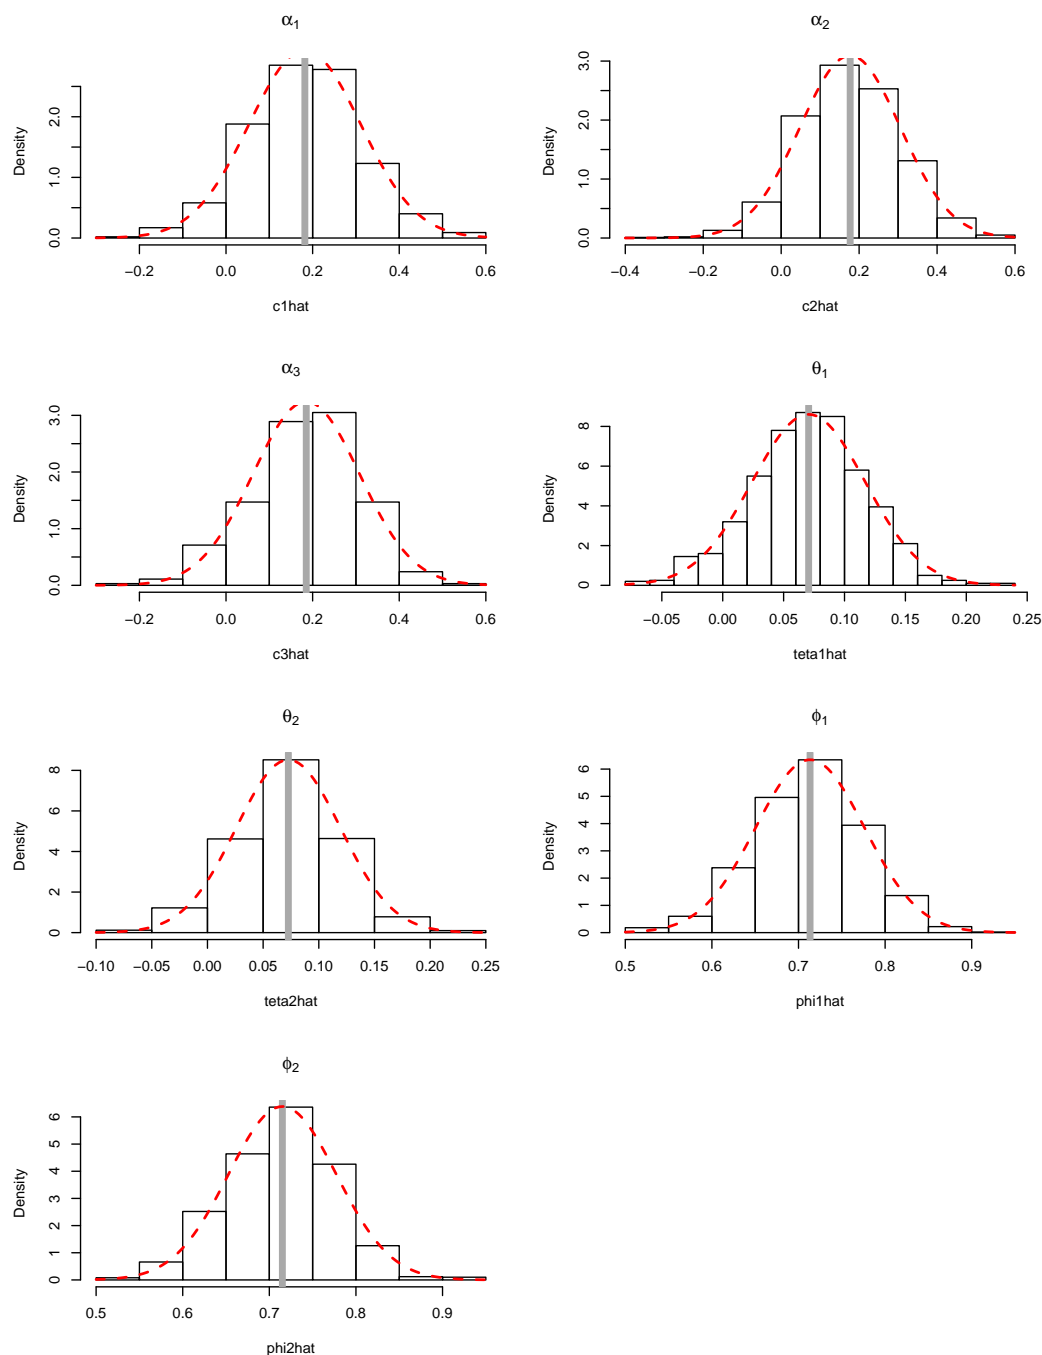 α1
Density
0.0 1.0 2.0
−0.2 0.0 0.2 0.4 0.6
c1hat
α2
Density
0.0 1.0 2.0 3.0
−0.4 −0.2 0.0 0.2 0.4 0.6
c2hat
α3
Density
0.0 1.0 2.0 3.0
−0.2 0.0 0.2 0.4 0.6
c3hat
θ1
Density
0 2 4 6 8
−0.05 0.00 0.05 0.10 0.15 0.20 0.25
teta1hat
θ2
Density
0 2 4 6 8
−0.10 −0.05 0.00 0.05 0.10 0.15 0.20 0.25
teta2hat
ϕ1
Density
0 1 2 3 4 5 6
0.5 0.6 0.7 0.8 0.9
phi1hat
ϕ2
Density
0 1 2 3 4 5 6
0.5 0.6 0.7 0.8 0.9
phi2hat